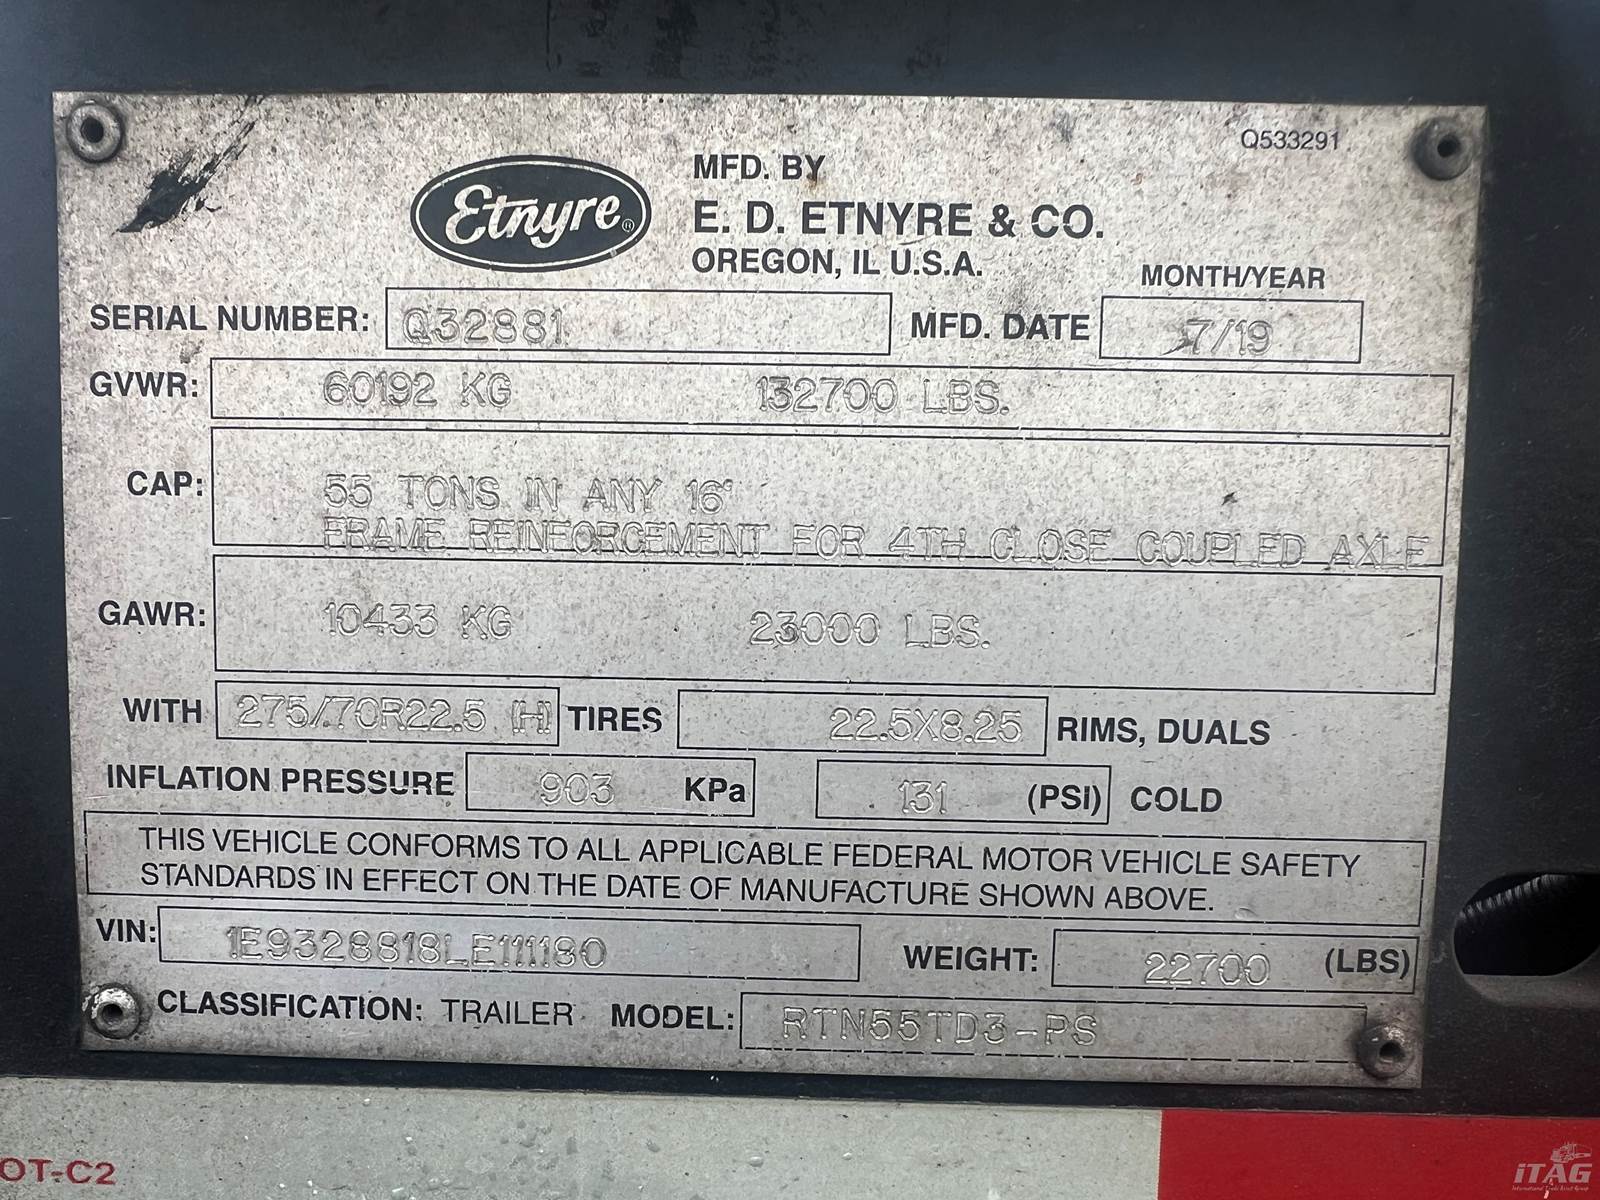 Q533291
Etnyre®
MFD. BY
E. D. ETNYRE & CO.
OREGON, IL U.S.A.
MONTH/YEAR
SERIAL NUMBER: Q32881 MFD. DATE 7/19
GVWR: 60192 KG 132700 LBS.
CAP: 55 TONS IN ANY 16'
FRAME REINFORCEMENT FOR 4TH CLOSE COUPLED AXLE
GAWR: 10433 KG 23000 LBS.
WITH 275/70R22.5 (H) TIRES 22.5X8.25 RIMS, DUALS
INFLATION PRESSURE 903 KPa 131 (PSI) COLD
THIS VEHICLE CONFORMS TO ALL APPLICABLE FEDERAL MOTOR VEHICLE SAFETY
STANDARDS IN EFFECT ON THE DATE OF MANUFACTURE SHOWN ABOVE.
VIN: 1E9328818LE111180 WEIGHT: 22700 (LBS)
CLASSIFICATION: TRAILER MODEL: RTN55TD3-PS
OT-C2
iTAG
International Truck Asset Group